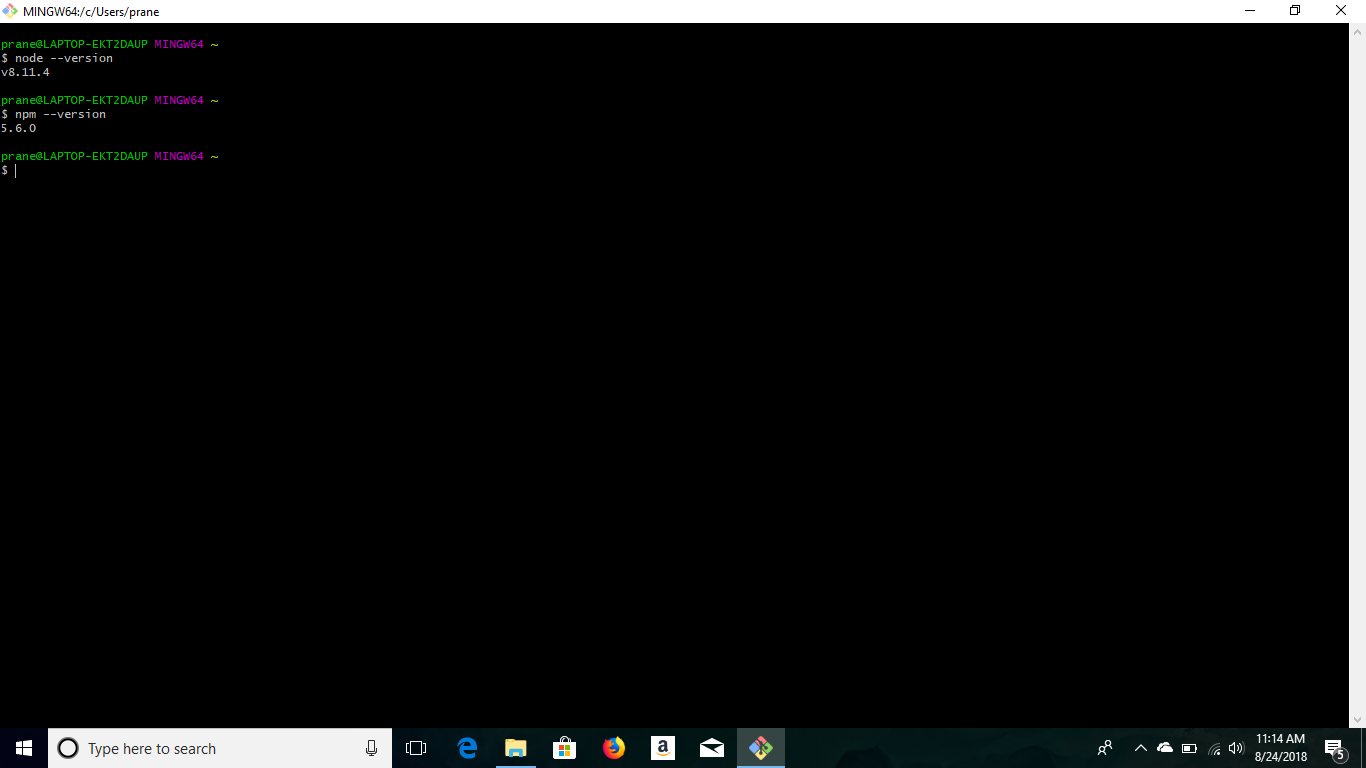 MINGW64:/c/Users/prane
prane@LAPTOP-EKT2DAUP MINGW64 ~
$ node --version
v8.11.4
prane@LAPTOP-EKT2DAUP MINGW64 ~
$ npm --version
5.6.0
prane@LAPTOP-EKT2DAUP MINGW64 ~
$
Type here to search
a
11:14 AM
8/24/2018
5